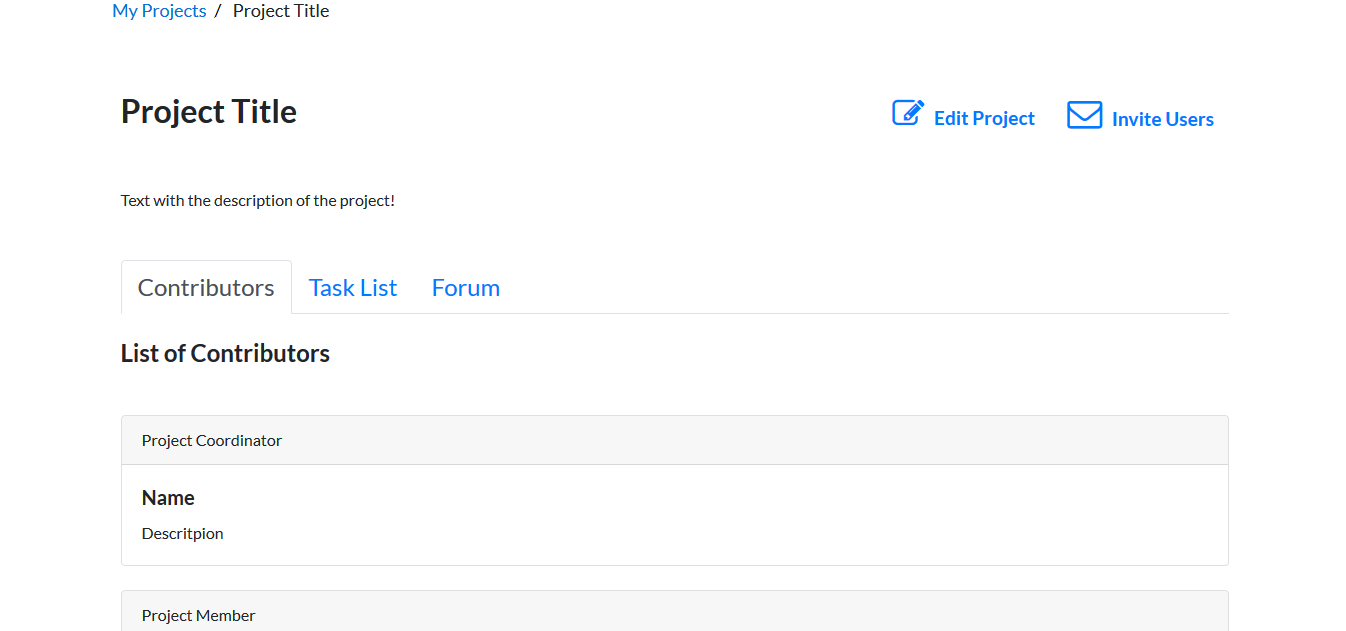 My Projects / Project Title
Project Title
Edit Project
Invite Users
Text with the description of the project!
Contributors
Task List
Forum
List of Contributors
Project Coordinator
Name
Descritpion
Project Member